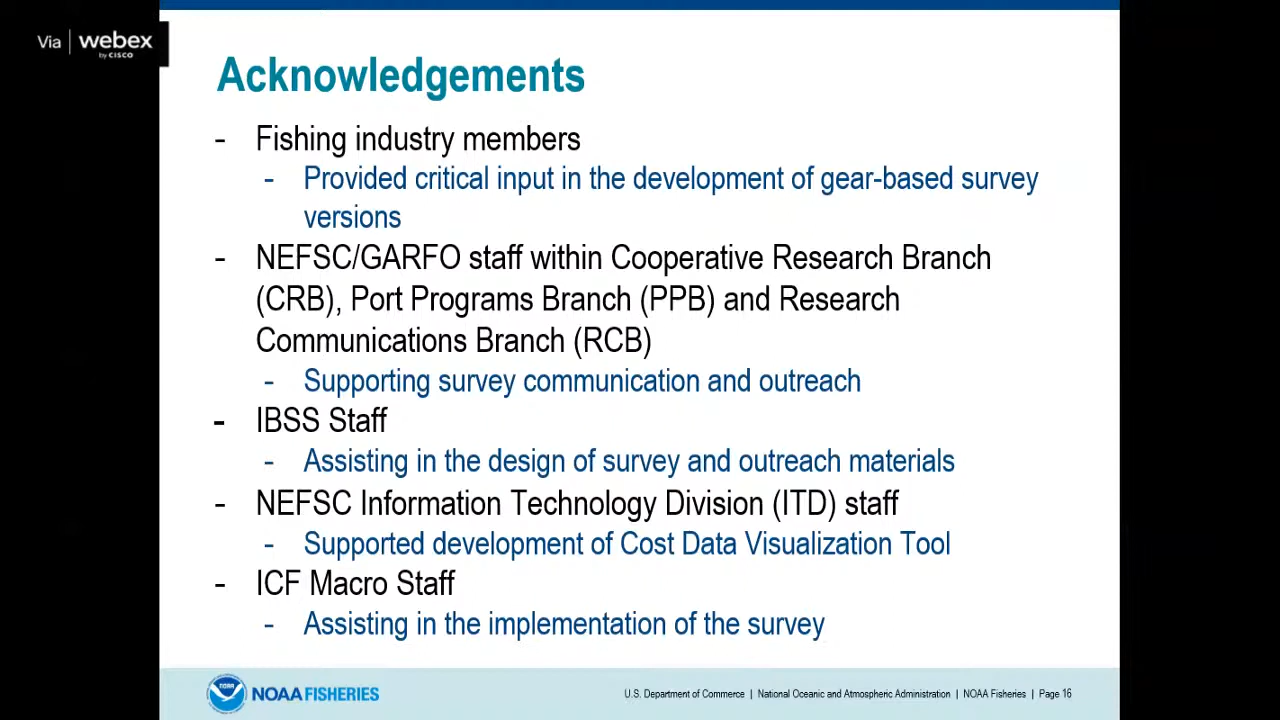 Via | webex
by CISCO
Acknowledgements
- Fishing industry members
- Provided critical input in the development of gear-based survey
versions
- NEFSC/GARFO staff within Cooperative Research Branch
(CRB), Port Programs Branch (PPB) and Research
Communications Branch (RCB)
- Supporting survey communication and outreach
- IBSS Staff
- Assisting in the design of survey and outreach materials
- NEFSC Information Technology Division (ITD) staff
- Supported development of Cost Data Visualization Tool
- ICF Macro Staff
- Assisting in the implementation of the survey
NOAA
NOAA FISHERIES
U.S. Department of Commerce | National Oceanic and Atmospheric Administration | NOAA Fisheries | Page 16